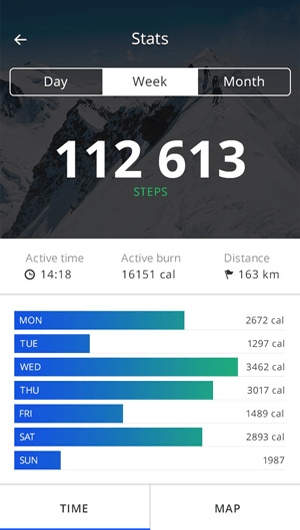 Stats
Day Week Month
112 613
STEPS
Active time Active burn Distance
14:18 16151 cal 163 km
MON 2672 cal
TUE 1297 cal
WED 3462 cal
THU 3017 cal
FRI 1489 cal
SAT 2893 cal
SUN 1987
TIME MAP